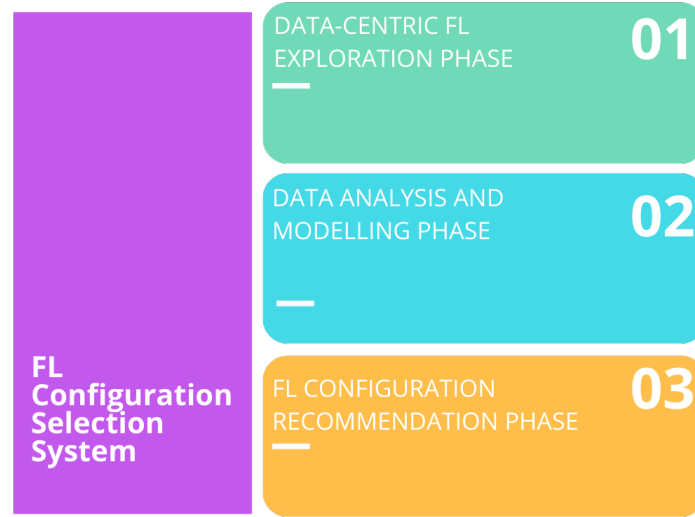 FL
Configuration
Selection
System
DATA-CENTRIC FL
EXPLORATION PHASE
01
DATA ANALYSIS AND
MODELLING PHASE
02
FL CONFIGURATION
RECOMMENDATION PHASE
03